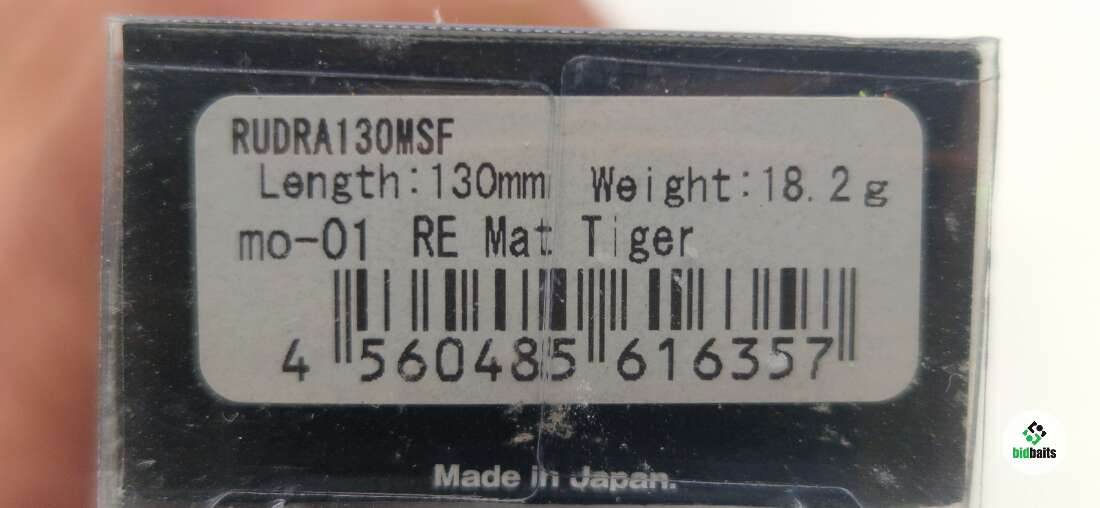 RUDRA130MSF
Length:130mm Weight:18.2g
mo-01 RE Mat Tiger
4 560485 616357
Made in Japan.
bidbaits